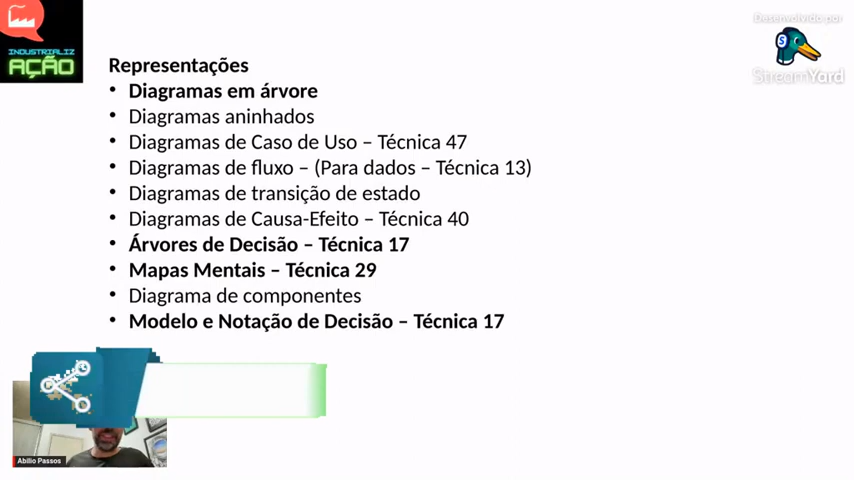 INDUSTRIALIZ
AÇÃO
Desenvolvido por
StreamYard
Representações
• Diagramas em árvore
• Diagramas aninhados
• Diagramas de Caso de Uso – Técnica 47
• Diagramas de fluxo – (Para dados – Técnica 13)
• Diagramas de transição de estado
• Diagramas de Causa-Efeito – Técnica 40
• Árvores de Decisão – Técnica 17
• Mapas Mentais – Técnica 29
• Diagrama de componentes
• Modelo e Notação de Decisão – Técnica 17
Abílio Passos